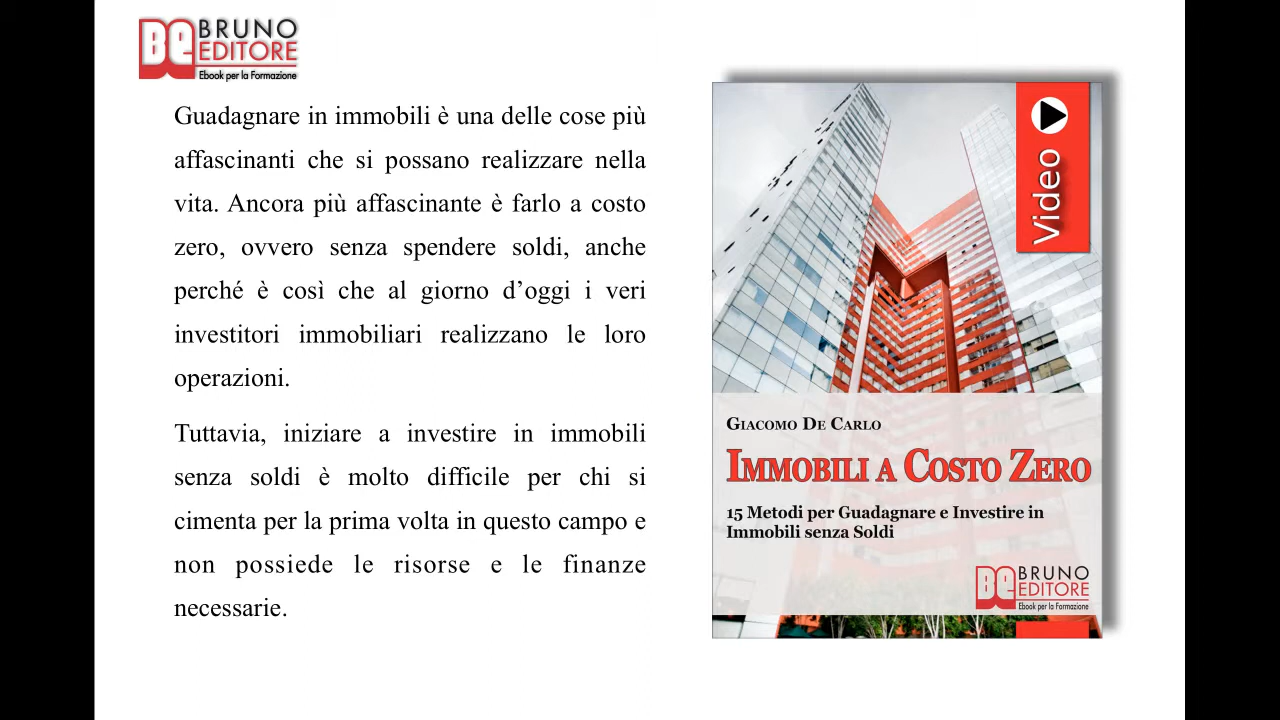 BRUNO
EDITORE
Ebook per la Formazione
Guadagnare in immobili è una delle cose più
affascinanti che si possano realizzare nella
vita. Ancora più affascinante è farlo a costo
zero, ovvero senza spendere soldi, anche
perché è così che al giorno d’oggi i veri
investitori immobiliari realizzano le loro
operazioni.
Tuttavia, iniziare a investire in immobili
senza soldi è molto difficile per chi si
cimenta per la prima volta in questo campo e
non possiede le risorse e le finanze
necessarie.
Video
GIACOMO DE CARLO
IMMOBILI A COSTO ZERO
15 Metodi per Guadagnare e Investire in
Immobili senza Soldi
BRUNO
EDITORE
Ebook per la Formazione